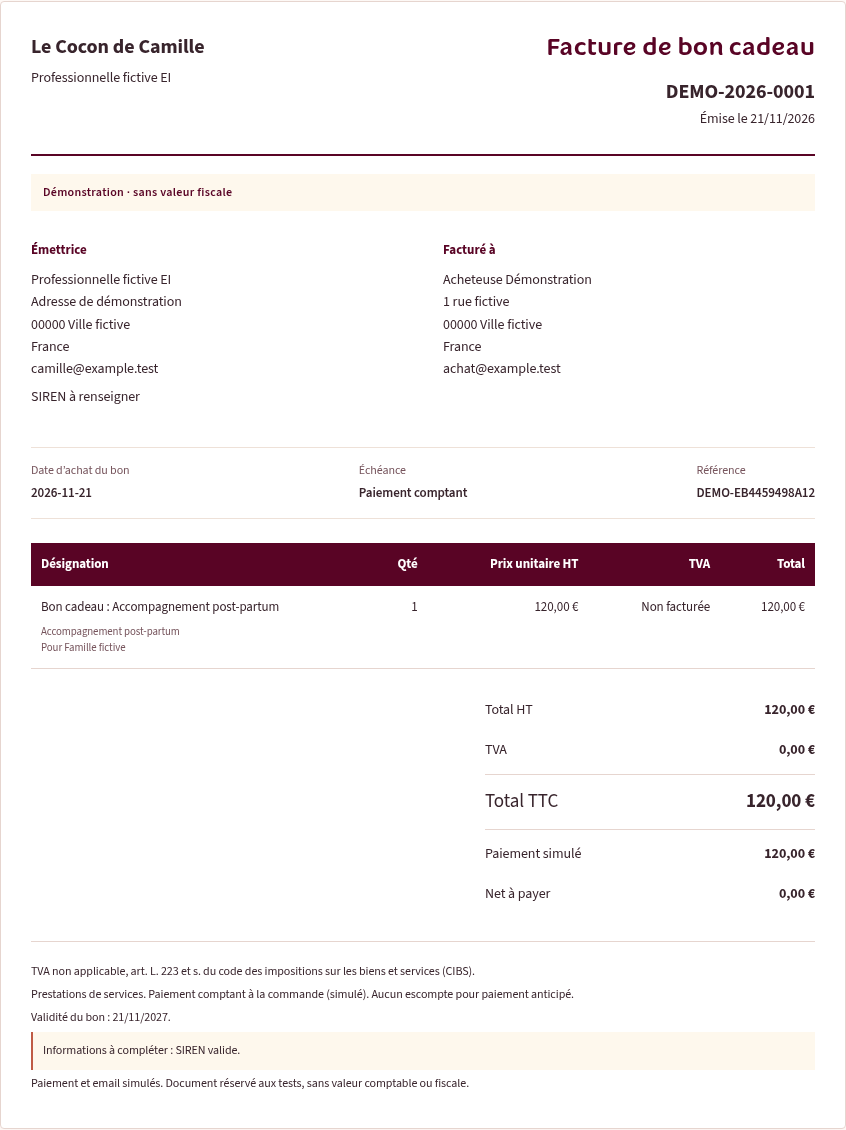 Le Cocon de Camille
Professionnelle fictive EI
Facture de bon cadeau
DEMO-2026-0001
Émise le 21/11/2026
Démonstration · sans valeur fiscale
Émettrice
Professionnelle fictive EI
Adresse de démonstration
00000 Ville fictive
France
camille@example.test
SIREN à renseigner
Facturé à
Acheteuse Démonstration
1 rue fictive
00000 Ville fictive
France
achat@example.test
Date d'achat du bon
2026-11-21
Échéance
Paiement comptant
Référence
DEMO-EB4459498A12
Désignation Qté Prix unitaire HT TVA Total
Bon cadeau : Accompagnement post-partum 1 120,00 € Non facturée 120,00 €
Accompagnement post-partum
Pour Famille fictive
Total HT 120,00 €
TVA 0,00 €
Total TTC 120,00 €
Paiement simulé 120,00 €
Net à payer 0,00 €
TVA non applicable, art. L. 223 et s. du code des impositions sur les biens et services (CIBS).
Prestations de services. Paiement comptant à la commande (simulé). Aucun escompte pour paiement anticipé.
Validité du bon : 21/11/2027.
Informations à compléter : SIREN valide.
Paiement et email simulés. Document réservé aux tests, sans valeur comptable ou fiscale.